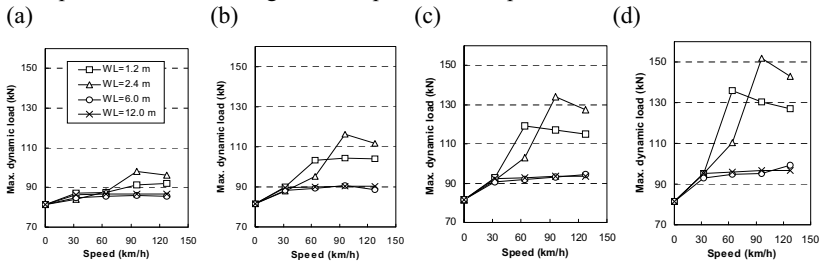 (a) (b) (c) (d)
Max. dynamic load (kN)
150
130
110
90
70
WL=1.2 m
WL=2.4 m
WL=6.0 m
WL=12.0 m
0 30 60 90 120 150
Speed (km/h)
Max. dynamic load (kN)
150
130
110
90
70
0 30 60 90 120 150
Speed (km/h)
Max. dynamic load (kN)
150
130
110
90
70
0 30 60 90 120 150
Speed (km/h)
Max. dynamic load (kN)
150
130
110
90
70
0 30 60 90 120 150
Speed (km/h)